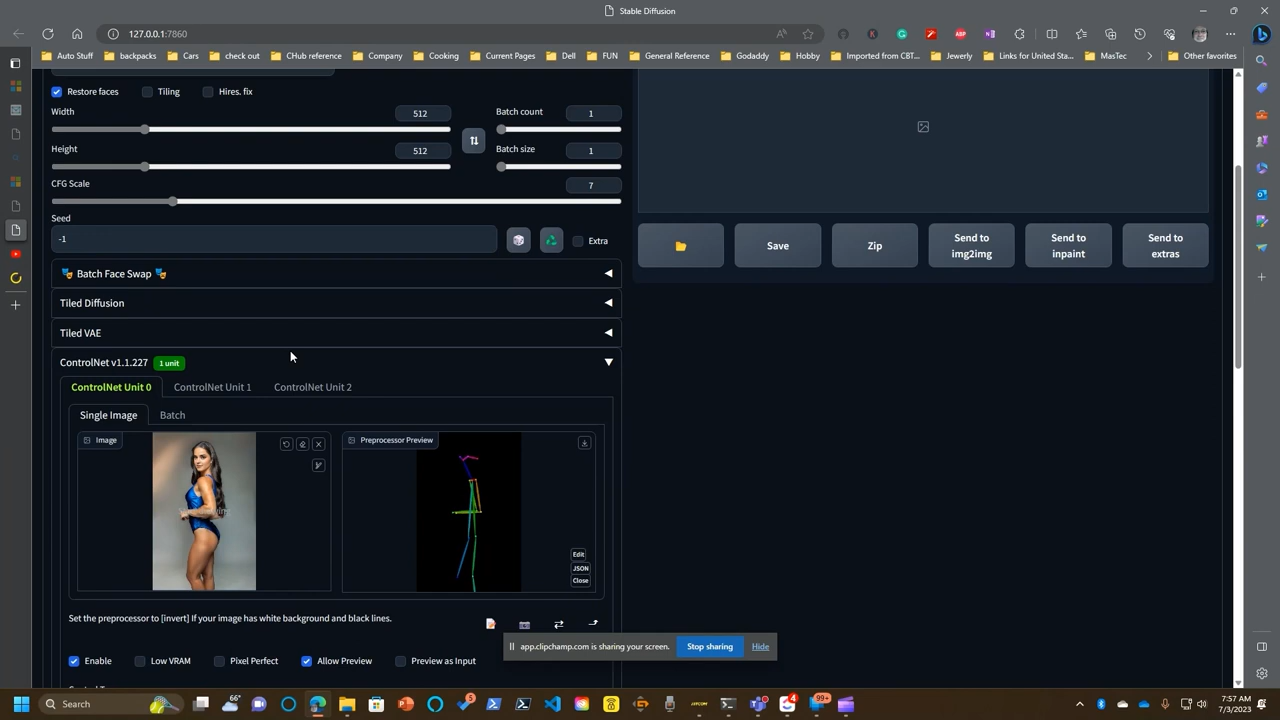 Stable Diffusion
127.0.0.1:7860
Auto Stuff backpacks Cars check out CHub reference Company Cooking Current Pages Dell FUN General Reference Godaddy Hobby Imported from CBT... Jewerly Links for United Sta... MasTec Other favorites
Restore faces Tiling Hires. fix
Width 512 Batch count 1
Height 512 Batch size 1
CFG Scale 7
Seed
-1 Extra
Save Zip Send to img2img Send to inpaint Send to extras
Batch Face Swap
Tiled Diffusion
Tiled VAE
ControlNet v1.1.227 1 unit
ControlNet Unit 0 ControlNet Unit 1 ControlNet Unit 2
Single Image Batch
Image Preprocessor Preview
Edit
JSON
Close
Set the preprocessor to [invert] If your image has white background and black lines.
app.clipchamp.com is sharing your screen. Stop sharing Hide
Enable Low VRAM Pixel Perfect Allow Preview Preview as Input
Search 66° 5 4 99+ 7:57 AM
7/3/2023